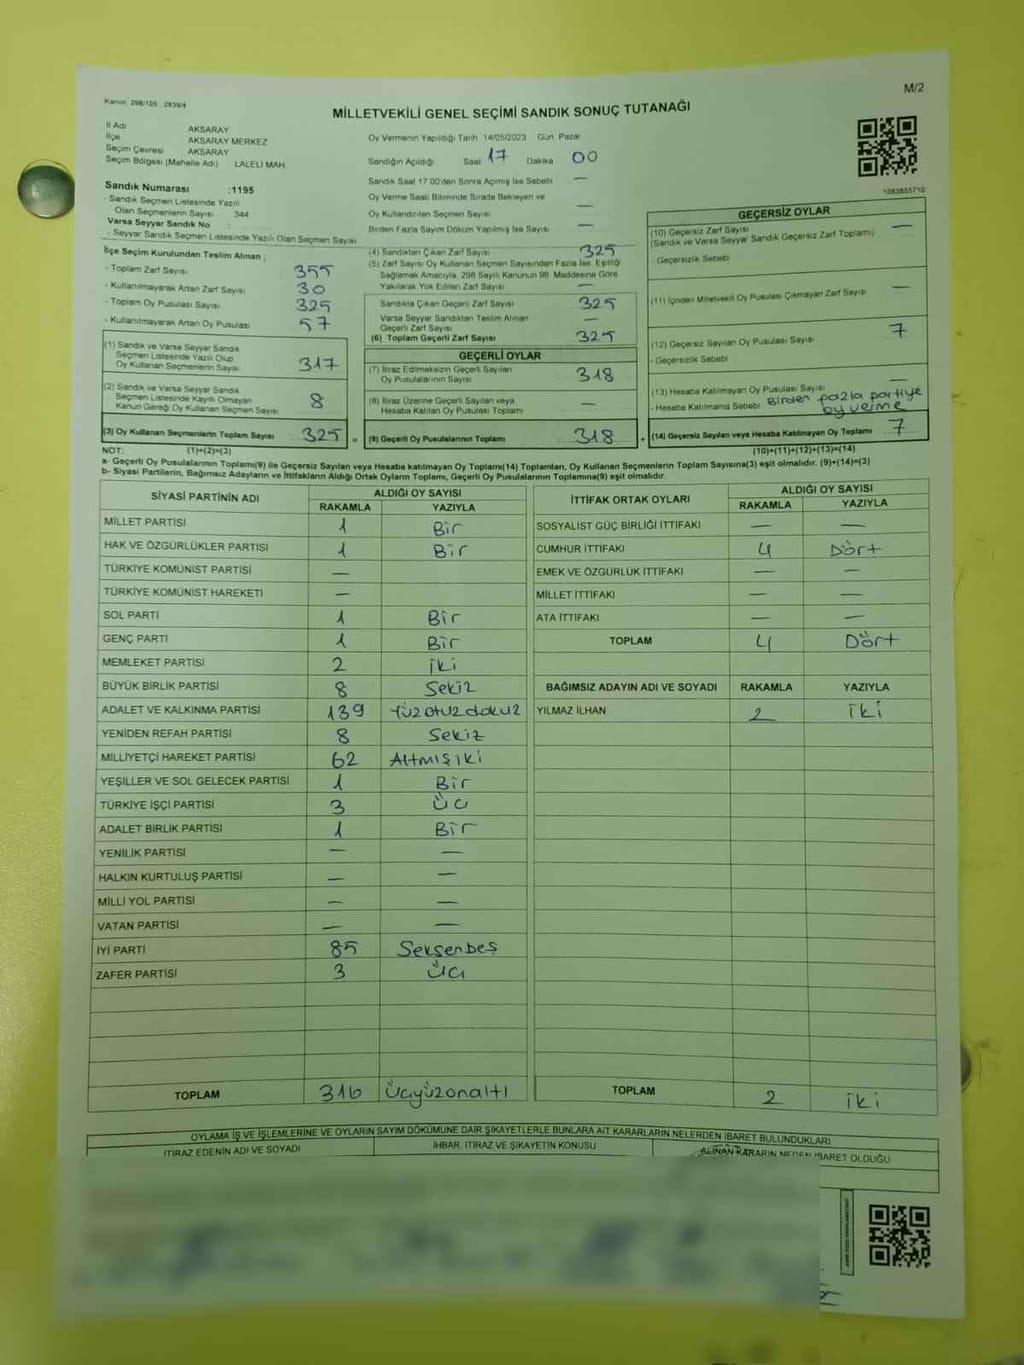 Kanun: 298/105 2839/4
M/2
MİLLETVEKİLİ GENEL SEÇİMİ SANDIK SONUÇ TUTANAĞI
İl Adı AKSARAY
İlçe AKSARAY MERKEZ
Seçim Çevresi AKSARAY
Seçim Bölgesi (Mahalle Adı) LALELİ MAH
Sandık Numarası :1195
- Sandık Seçmen Listesinde Yazılı
Olan Seçmenlerin Sayısı 344
Varsa Seyyar Sandık No
- Seyyar Sandık Seçmen Listesinde Yazılı Olan Seçmen Sayısı
Oy Vermenin Yapıldığı Tarih 14/05/2023 Gün Pazar
Sandığın Açıldığı Saat 17 Dakika 00
Sandık Saat 17.00'den Sonra Açılmış İse Sebebi —
Oy Verme Saati Bitiminde Sırada Bekleyen ve
Oy Kullandırılan Seçmen Sayısı —
Birden Fazla Sayım Döküm Yapılmış İse Sayısı —
1083655710
İlçe Seçim Kurulundan Teslim Alınan ;
- Toplam Zarf Sayısı 355
- Kullanılmayarak Artan Zarf Sayısı 30
- Toplam Oy Pusulası Sayısı 325
- Kullanılmayarak Artan Oy Pusulası 57
(1) Sandık ve Varsa Seyyar Sandık
Seçmen Listesinde Yazılı Olup
Oy Kullanan Seçmenlerin Sayısı 317
(2) Sandık ve Varsa Seyyar Sandık
Seçmen Listesinde Kayıtlı Olmayan
Kanun Gereği Oy Kullanan Seçmen Sayısı 8
(3) Oy Kullanan Seçmenlerin Toplam Sayısı 325 =
(4) Sandıktan Çıkan Zarf Sayısı 325
(5) Zarf Sayısı Oy Kullanan Seçmen Sayısından Fazla İse, Eşitliği
Sağlamak Amacıyla, 298 Sayılı Kanunun 98. Maddesine Göre
Yakılarak Yok Edilen Zarf Sayısı —
Sandıkta Çıkan Geçerli Zarf Sayısı 325
Varsa Seyyar Sandıktan Teslim Alınan
Geçerli Zarf Sayısı —
(6) Toplam Geçerli Zarf Sayısı 325
GEÇERLİ OYLAR
(7) İtiraz Edilmeksizin Geçerli Sayılan
Oy Pusulalarının Sayısı 318
(8) İtiraz Üzerine Geçerli Sayılan veya
Hesaba Katılan Oy Pusulası Toplamı —
(9) Geçerli Oy Pusulalarının Toplamı 318 +
GEÇERSİZ OYLAR
(10) Geçersiz Zarf Sayısı —
(Sandık ve Varsa Seyyar Sandık Geçersiz Zarf Toplamı)
- Geçersizlik Sebebi
(11) İçinden Milletvekili Oy Pusulası Çıkmayan Zarf Sayısı —
(12) Geçersiz Sayılan Oy Pusulası Sayısı 7
- Geçersizlik Sebebi
(13) Hesaba Katılmayan Oy Pusulası Sayısı —
- Hesaba Katılmama Sebebi Birden fazla partiye
oy verme
(14) Geçersiz Sayılan veya Hesaba Katılmayan Oy Toplamı 7
NOT: (1)+(2)=(3) (10)+(11)+(12)+(13)=(14)
a- Geçerli Oy Pusulalarının Toplamı(9) ile Geçersiz Sayılan veya Hesaba katılmayan Oy Toplamı(14) Toplamları, Oy Kullanan Seçmenlerin Toplam Sayısına(3) eşit olmalıdır. (9)+(14)=(3)
b- Siyasi Partilerin, Bağımsız Adayların ve İttifakların Aldığı Ortak Oyların Toplamı, Geçerli Oy Pusulalarının Toplamına(9) eşit olmalıdır.
SİYASİ PARTİNİN ADI ALDIĞI OY SAYISI
RAKAMLA YAZIYLA
MİLLET PARTİSİ 1 Bir
HAK VE ÖZGÜRLÜKLER PARTİSİ 1 Bir
TÜRKİYE KOMÜNİST PARTİSİ —
TÜRKİYE KOMÜNİST HAREKETİ —
SOL PARTİ 1 Bir
GENÇ PARTİ 1 Bir
MEMLEKET PARTİSİ 2 iki
BÜYÜK BİRLİK PARTİSİ 8 Sekiz
ADALET VE KALKINMA PARTİSİ 139 Yüzotuzdokuz
YENİDEN REFAH PARTİSİ 8 Sekiz
MİLLİYETÇİ HAREKET PARTİSİ 62 Altmışiki
YEŞİLLER VE SOL GELECEK PARTİSİ 1 Bir
TÜRKİYE İŞÇİ PARTİSİ 3 Üç
ADALET BİRLİK PARTİSİ 1 Bir
YENİLİK PARTİSİ — —
HALKIN KURTULUŞ PARTİSİ — —
MİLLİ YOL PARTİSİ — —
VATAN PARTİSİ — —
İYİ PARTİ 85 Seksenbeş
ZAFER PARTİSİ 3 Üç
TOPLAM 316 Üçyüzonaltı
İTTİFAK ORTAK OYLARI ALDIĞI OY SAYISI
RAKAMLA YAZIYLA
SOSYALİST GÜÇ BİRLİĞİ İTTİFAKI — —
CUMHUR İTTİFAKI 4 Dört
EMEK VE ÖZGÜRLÜK İTTİFAKI — —
MİLLET İTTİFAKI — —
ATA İTTİFAKI — —
TOPLAM 4 Dört
BAĞIMSIZ ADAYIN ADI VE SOYADI RAKAMLA YAZIYLA
YILMAZ İLHAN 2 iki
TOPLAM 2 iki
OYLAMA İŞ VE İŞLEMLERİNE VE OYLARIN SAYIM DÖKÜMÜNE DAİR ŞİKAYETLERLE BUNLARA AİT KARARLARIN NELERDEN İBARET BULUNDUKLARI
İTİRAZ EDENİN ADI VE SOYADI İHBAR, İTİRAZ VE ŞİKAYETİN KONUSU ALINAN KARARIN NEDEN İBARET OLDUĞU